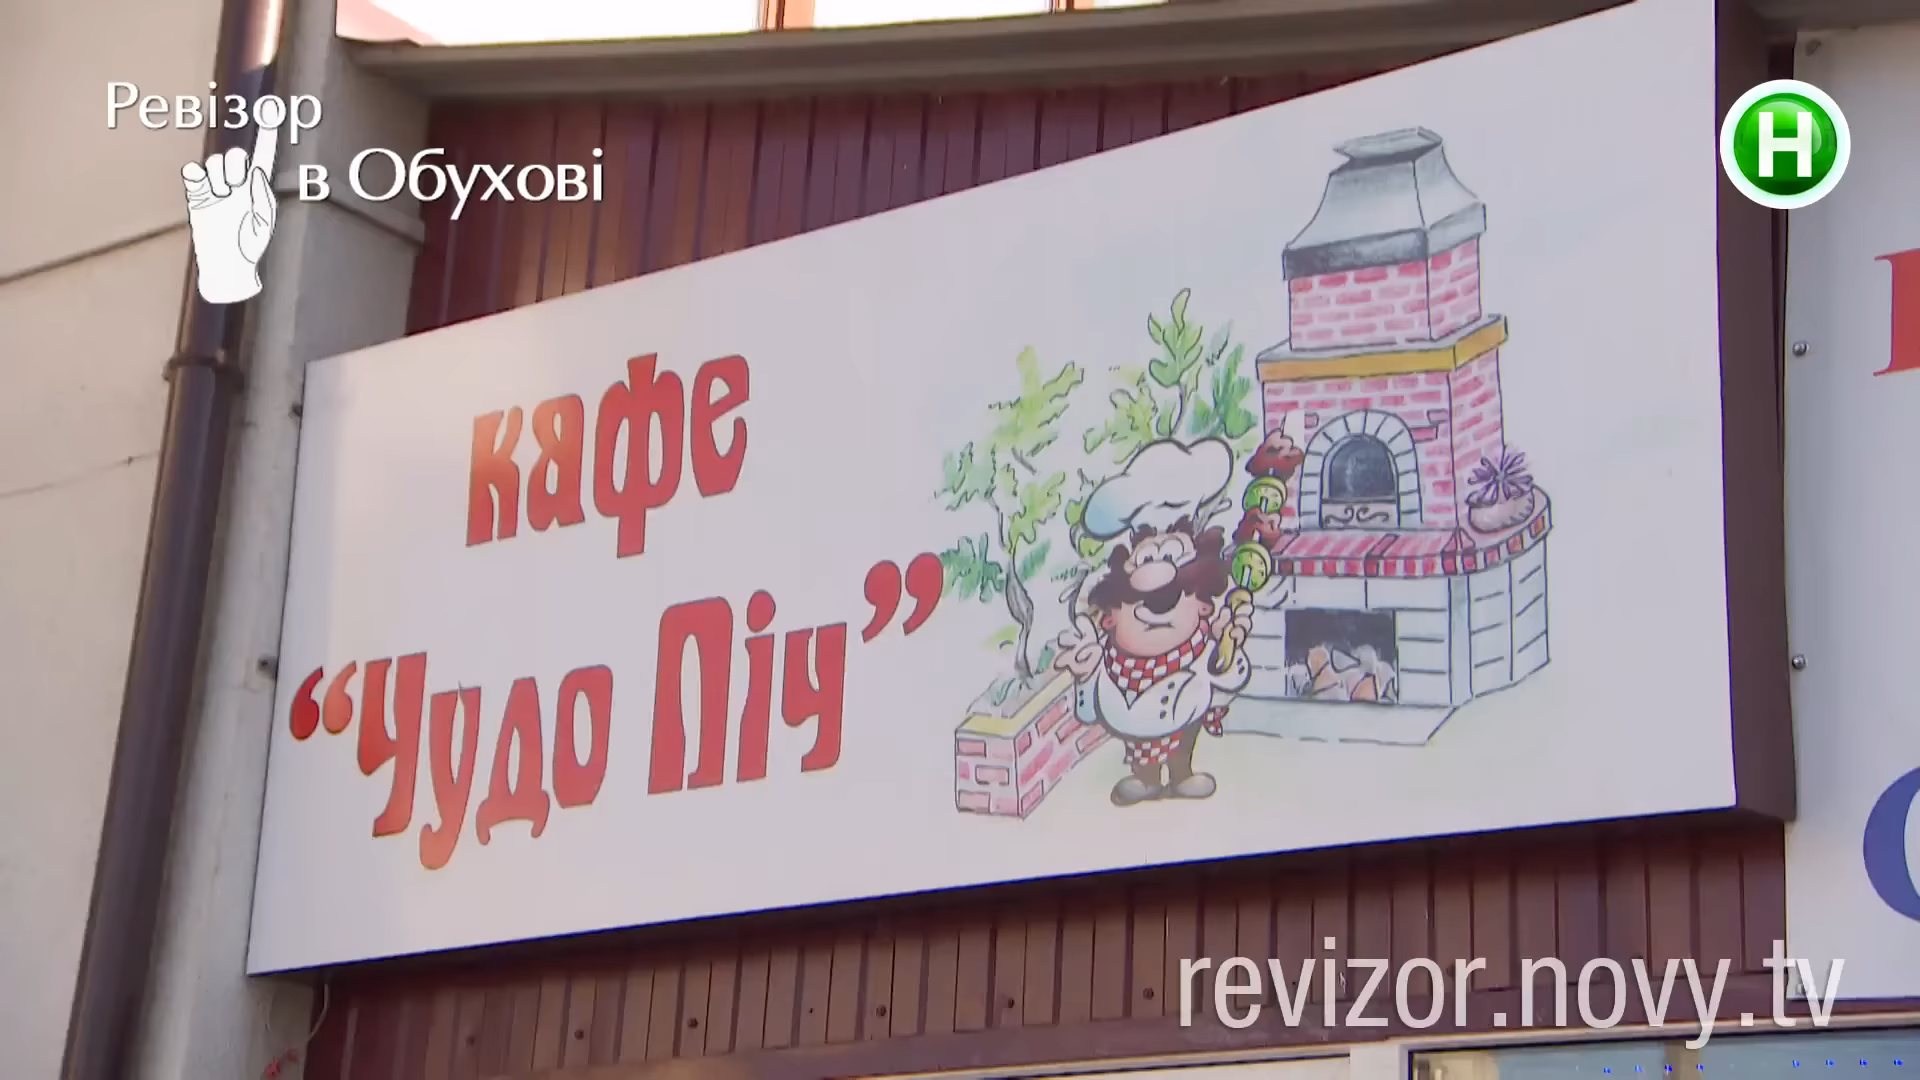 Ревізор
в Обухові
Н
кафе
“Чудо Піч”
revizor.novy.tv